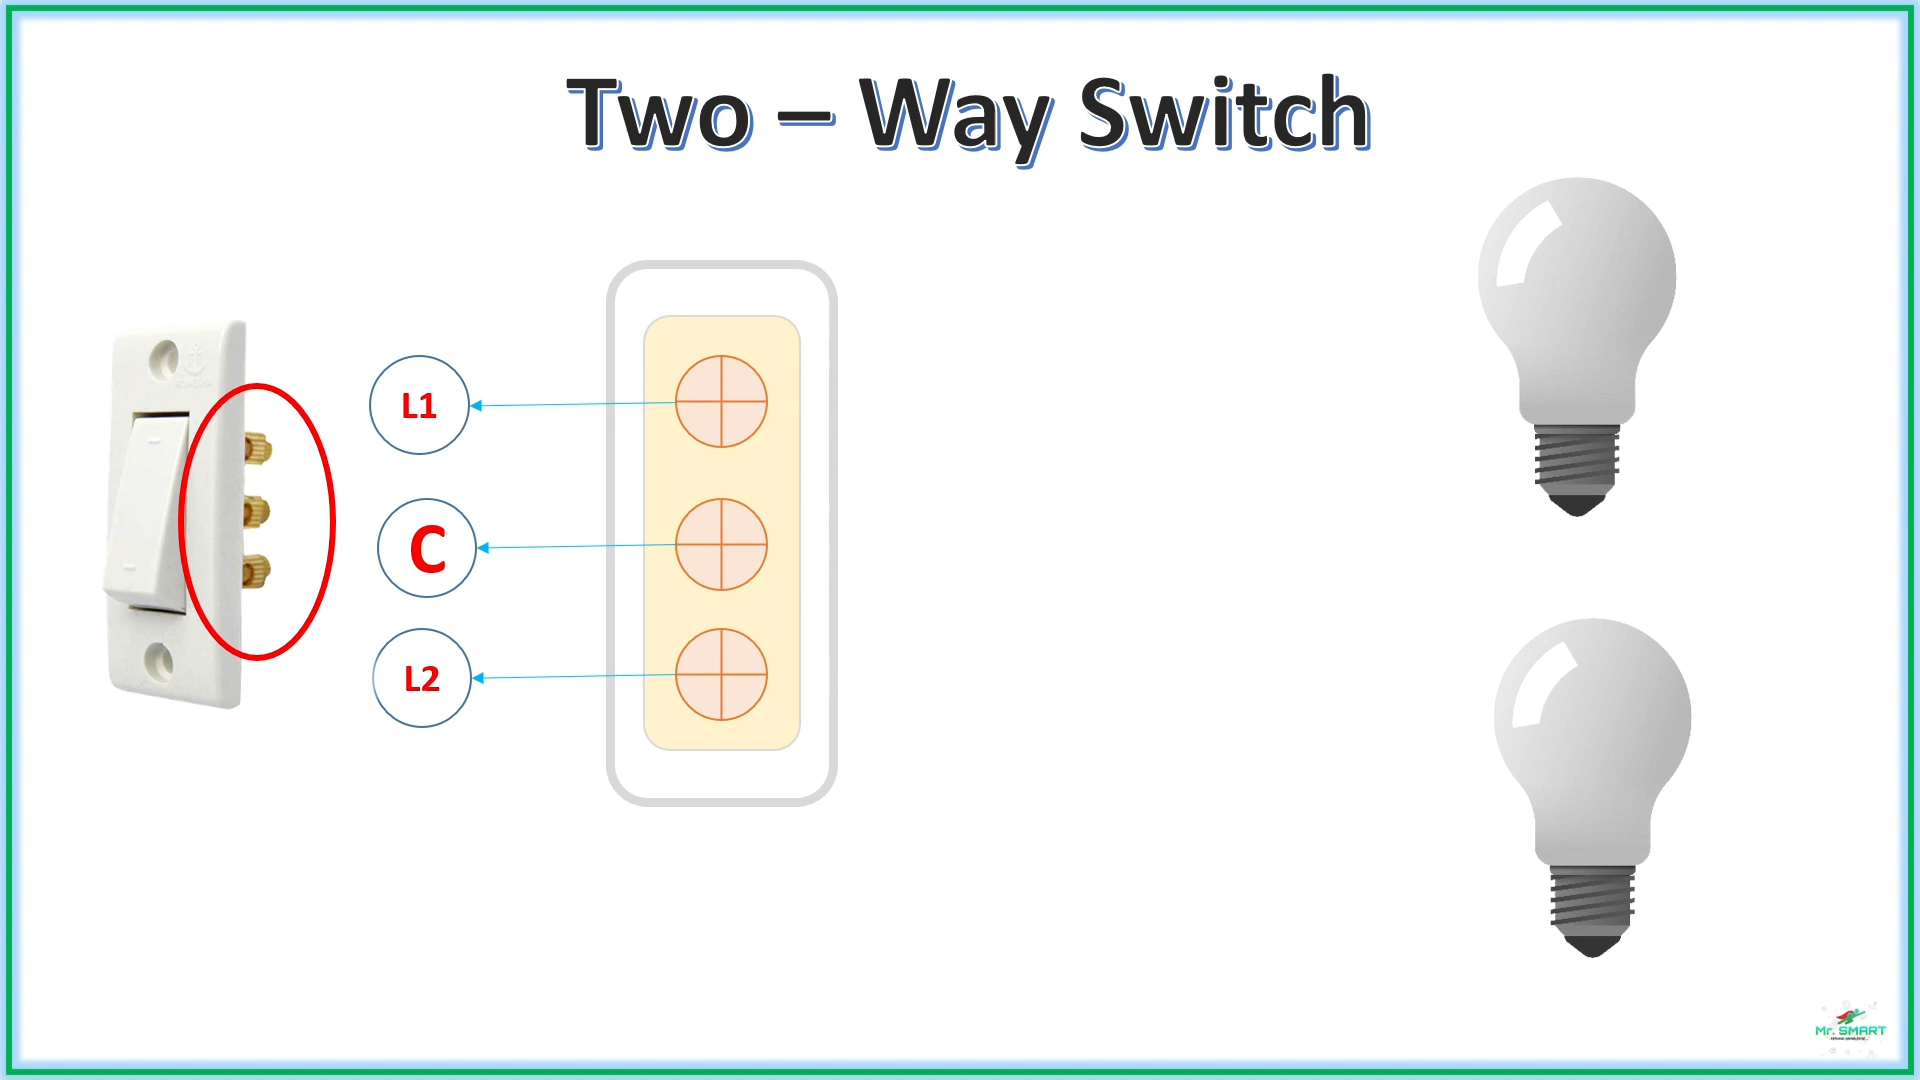 Two – Way Switch
L1
C
L2
Mr. SMART